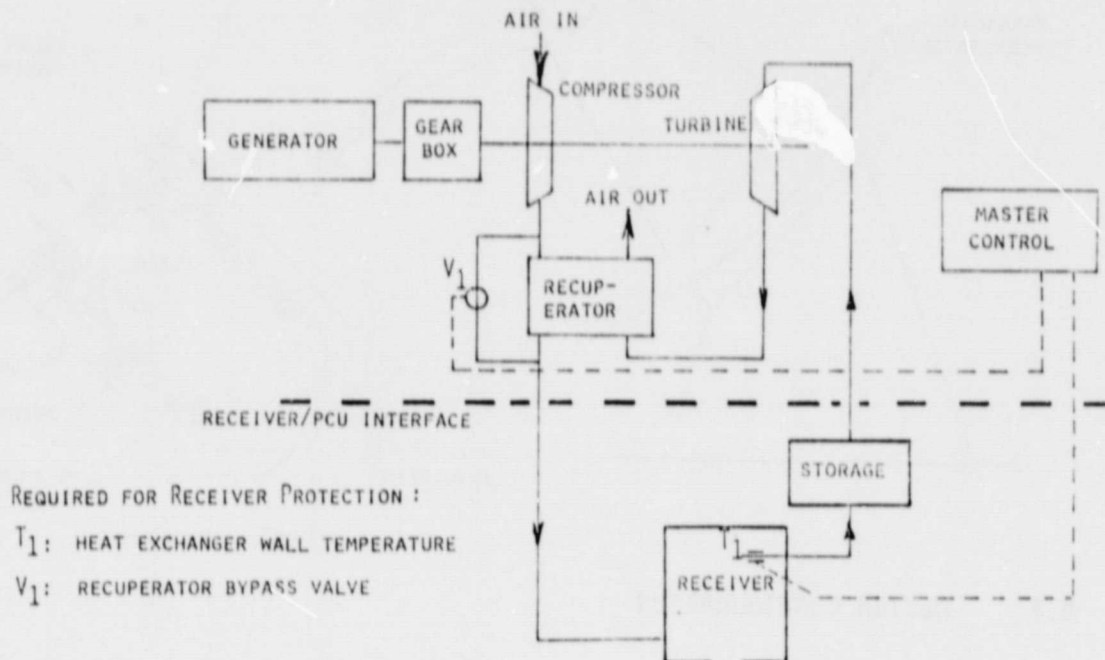 AIR IN
COMPRESSOR
TURBINE
GENERATOR
GEAR
BOX
AIR OUT
MASTER
CONTROL
V1
RECUP-
ERATOR
RECEIVER/PCU INTERFACE
STORAGE
REQUIRED FOR RECEIVER PROTECTION :
T1: HEAT EXCHANGER WALL TEMPERATURE
V1: RECUPERATOR BYPASS VALVE
T1
RECEIVER